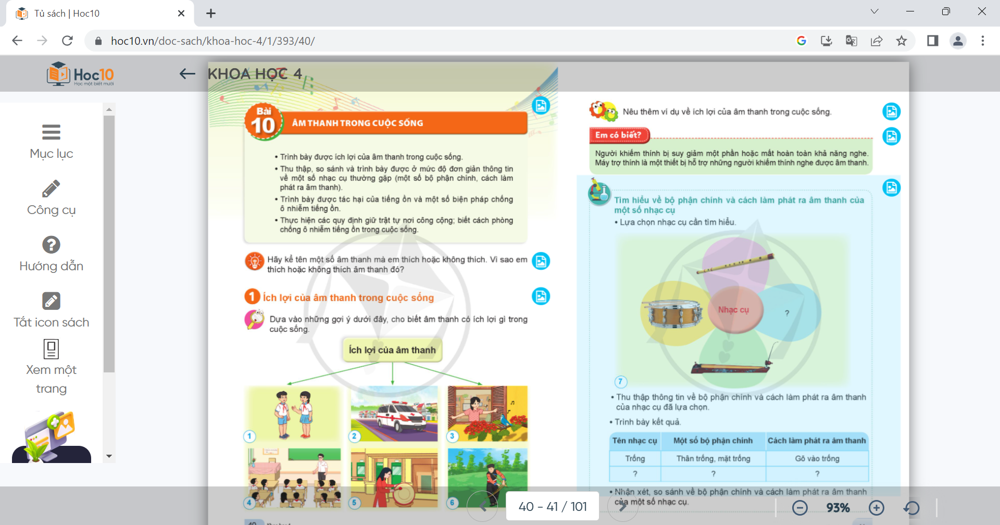 Tủ sách | Hoc10
hoc10.vn/doc-sach/khoa-hoc-4/1/393/40/
Hoc10
Học một biết mười
KHOA HỌC 4
Mục lục
Công cụ
Hướng dẫn
Tắt icon sách
Xem một
trang
Bài
10
ÂM THANH TRONG CUỘC SỐNG
• Trình bày được ích lợi của âm thanh trong cuộc sống.
• Thu thập, so sánh và trình bày được ở mức độ đơn giản thông tin
về một số nhạc cụ thường gặp (một số bộ phận chính, cách làm
phát ra âm thanh).
• Trình bày được tác hại của tiếng ồn và một số biện pháp chống
ô nhiễm tiếng ồn.
• Thực hiện các quy định giữ trật tự nơi công cộng; biết cách phòng
chống ô nhiễm tiếng ồn trong cuộc sống.
Hãy kể tên một số âm thanh mà em thích hoặc không thích. Vì sao em
thích hoặc không thích âm thanh đó?
1 Ích lợi của âm thanh trong cuộc sống
Dựa vào những gợi ý dưới đây, cho biết âm thanh có ích lợi gì trong
cuộc sống.
Ích lợi của âm thanh
1
2
3
4
5
6
40 Khoa học 4
Nêu thêm ví dụ về ích lợi của âm thanh trong cuộc sống.
Em có biết?
Người khiếm thính bị suy giảm một phần hoặc mất hoàn toàn khả năng nghe.
Máy trợ thính là một thiết bị hỗ trợ những người khiếm thính nghe được âm thanh.
Tìm hiểu về bộ phận chính và cách làm phát ra âm thanh của
một số nhạc cụ
• Lựa chọn nhạc cụ cần tìm hiểu.
Nhạc cụ
?
7
• Thu thập thông tin về bộ phận chính và cách làm phát ra âm thanh
của nhạc cụ đã lựa chọn.
• Trình bày kết quả.
Tên nhạc cụ Một số bộ phận chính Cách làm phát ra âm thanh
Trống Thân trống, mặt trống Gõ vào trống
? ? ?
• Nhận xét, so sánh về bộ phận chính và cách làm phát ra âm thanh
của một số nhạc cụ.
40 - 41 / 101
93%